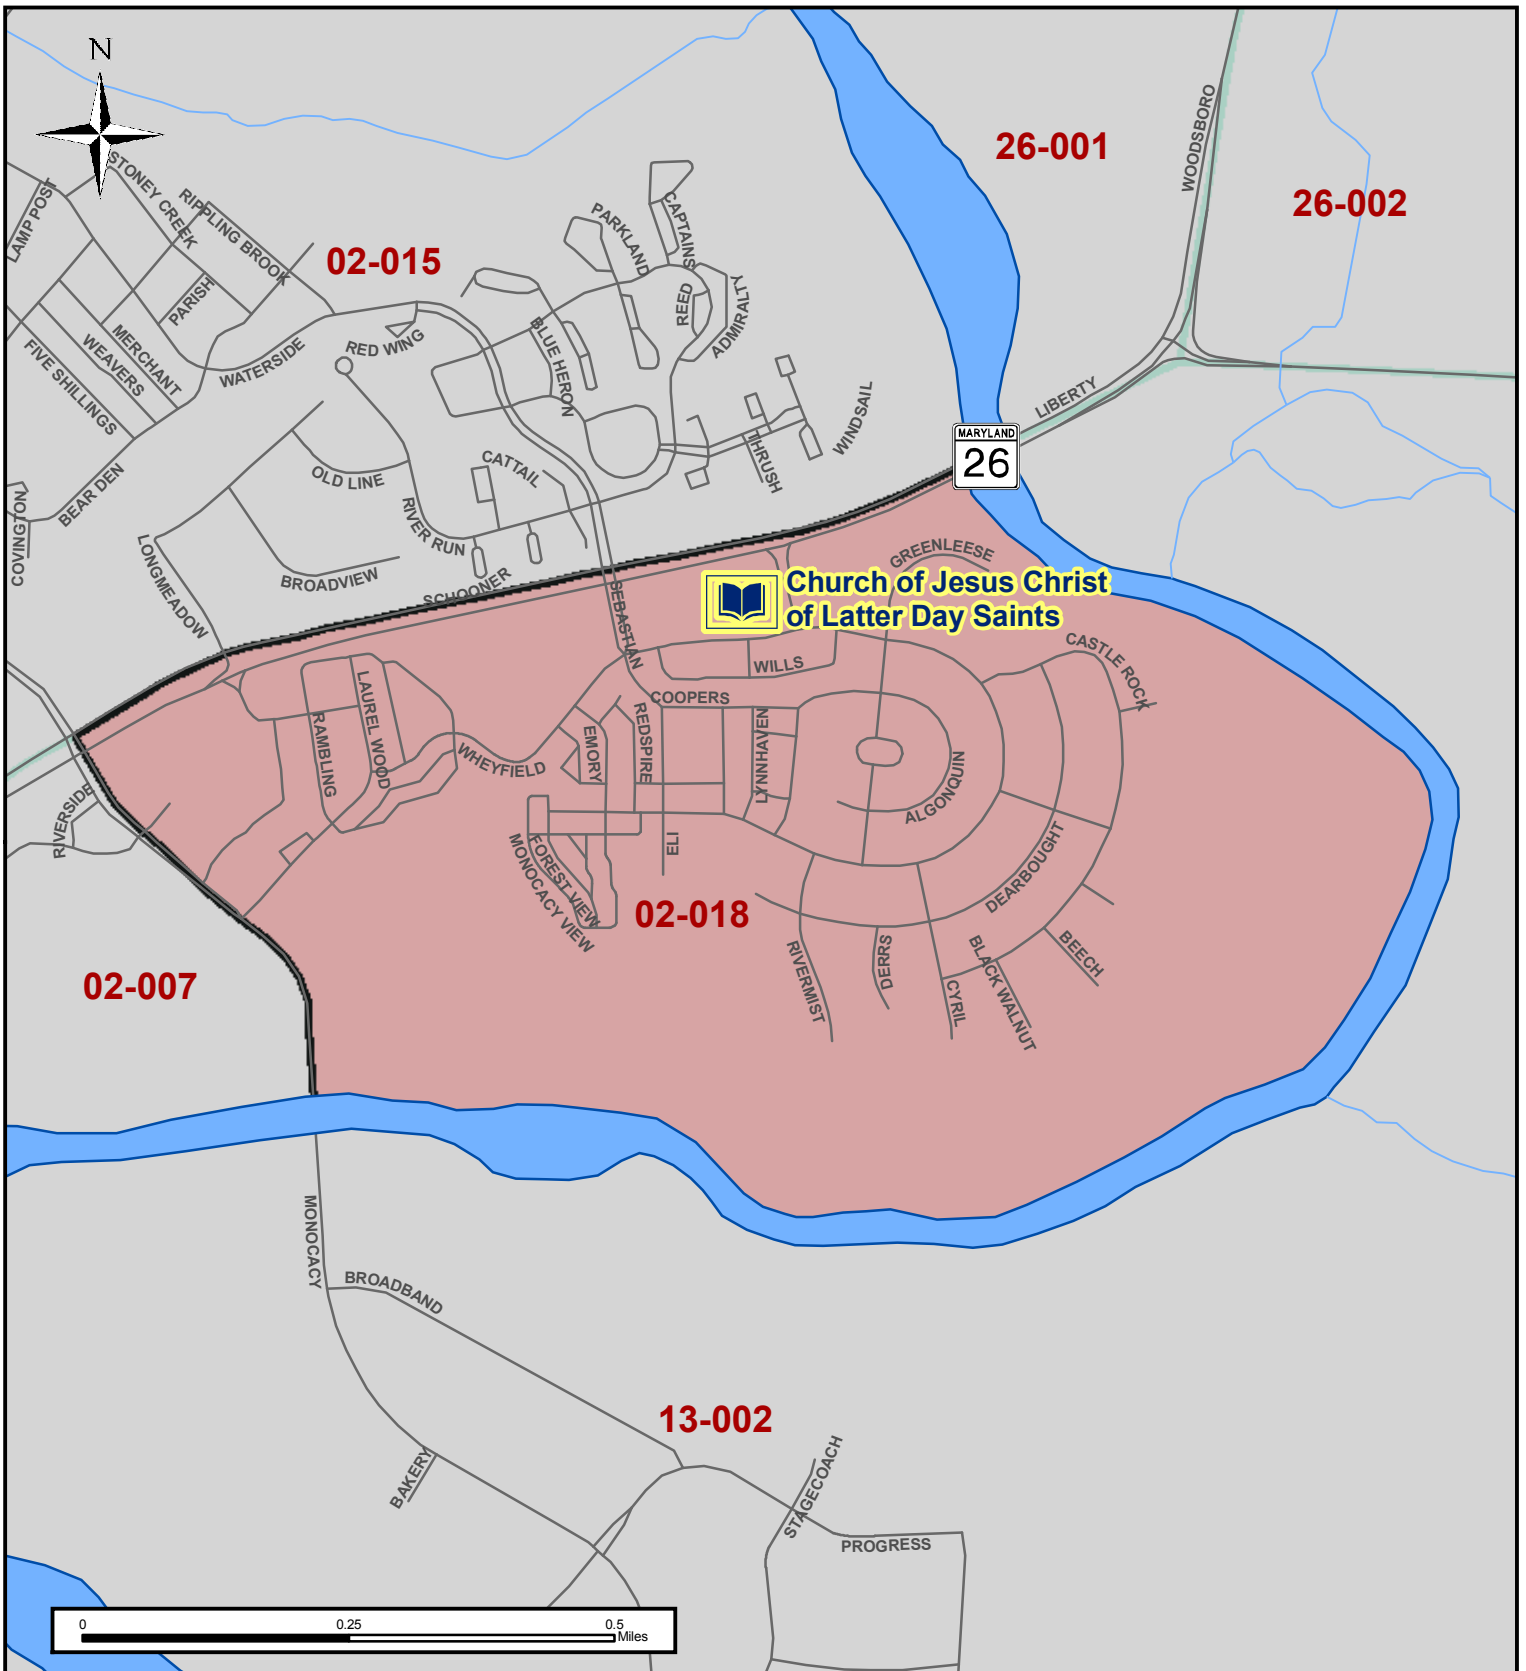 N
26-001
WOODSBORO
26-002
STONEY CREEK
RIPPLING BROOK
LAMP POST
02-015
PARKLAND
CAPTAINS
PARISH
REED
ADMIRALTY
MERCHANT
WEAVERS
FIVE SHILLINGS
WATERSIDE
RED WING
BLUE HERON
LIBERTY
WINDSAIL
MARYLAND
26
THRUSH
CATTAIL
OLD LINE
BEAR DEN
COVINGTON
RIVER RUN
LONGMEADOW
BROADVIEW
SCHOONER
SEBASTIAN
GREENLEESE
Church of Jesus Christ
of Latter Day Saints
CASTLE ROCK
WILLS
COOPERS
LAUREL WOOD
RAMBLING
WHEYFIELD
EMORY
REDSPIRE
LYNNHAVEN
ALGONQUIN
RIVERSIDE
ELI
FOREST VIEW
MONOCACY VIEW
DEARBOUGHT
02-018
RIVERMIST
DERRS
CYRIL
BLACK WALNUT
BEECH
02-007
MONOCACY
BROADBAND
13-002
BAKERY
STAGECOACH
PROGRESS
0
0.25
0.5
Miles